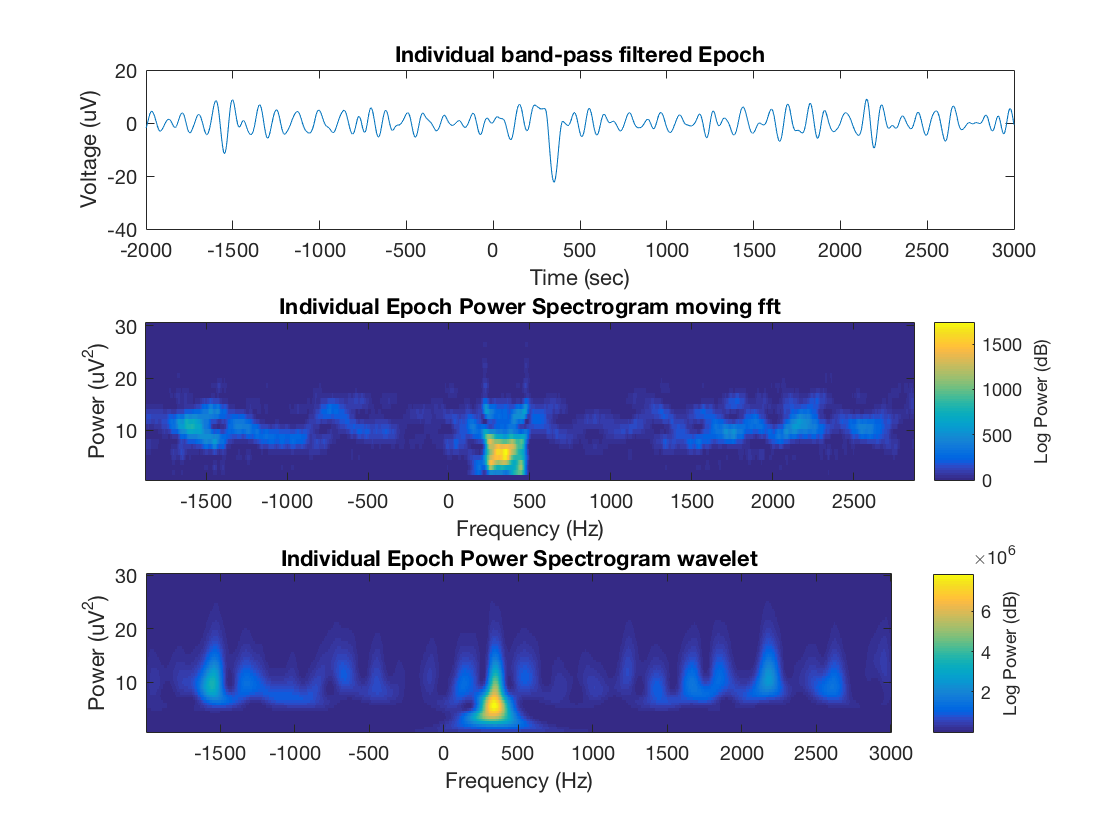 Individual band-pass filtered Epoch
20
0
-20
-40
Voltage (uV)
-2000 -1500 -1000 -500 0 500 1000 1500 2000 2500 3000
Time (sec)
Individual Epoch Power Spectrogram moving fft
30
20
10
Power (uV²)
-1500 -1000 -500 0 500 1000 1500 2000 2500
Frequency (Hz)
1500
1000
500
0
Log Power (dB)
Individual Epoch Power Spectrogram wavelet
30
20
10
Power (uV²)
-1500 -1000 -500 0 500 1000 1500 2000 2500 3000
Frequency (Hz)
×10⁶
6
4
2
Log Power (dB)